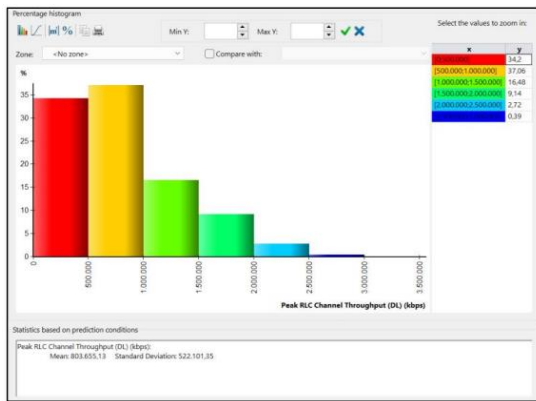 Percentage histogram
Min Y: Max Y:
Select the values to zoom in:
Zone: <No zone> Compare with:
x y
[0;500.000] 34,2
[500.000;1.000.000] 37,06
[1.000.000;1.500.000] 16,48
[1.500.000;2.000.000] 9,14
[2.000.000;2.500.000] 2,72
0,39
%
35
30
25
20
15
10
5
0
0
500.000
1.000.000
1.500.000
2.000.000
2.500.000
3.000.000
3.500.000
Peak RLC Channel Throughput (DL) (kbps)
Statistics based on prediction conditions
Peak RLC Channel Throughput (DL) (kbps):
Mean: 803.655,13 Standard Deviation: 522.101,35